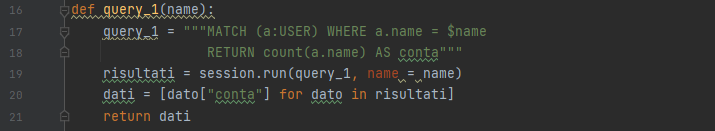 16 def query_1(name):
17 query_1 = """MATCH (a:USER) WHERE a.name = $name
18 RETURN count(a.name) AS conta"""
19 risultati = session.run(query_1, name = name)
20 dati = [dato["conta"] for dato in risultati]
21 return dati